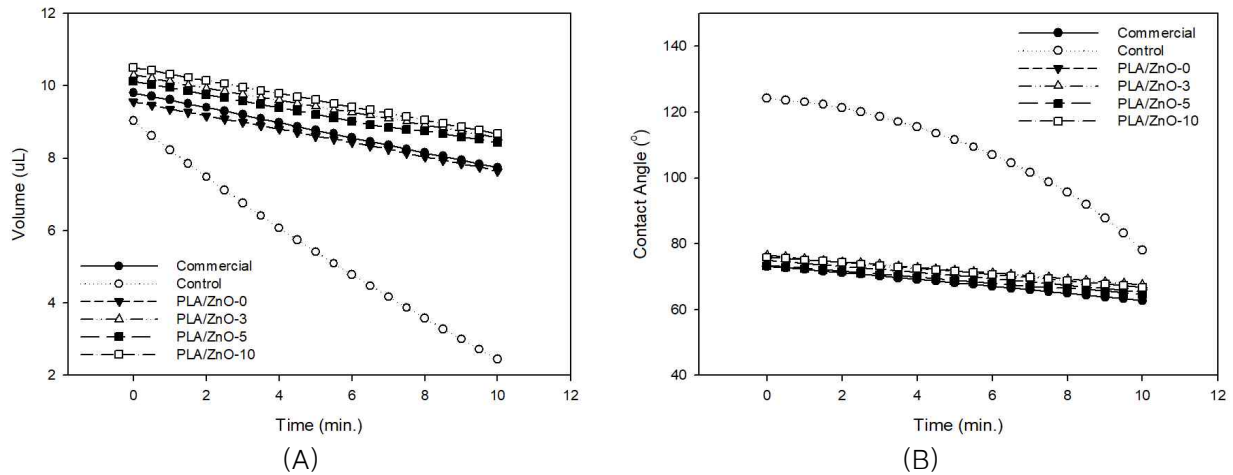 12
10
8
6
4
2
Volume (uL)
Commercial
Control
PLA/ZnO-0
PLA/ZnO-3
PLA/ZnO-5
PLA/ZnO-10
0 2 4 6 8 10 12
Time (min.)
(A)
140
120
100
80
60
40
Contact Angle (°)
Commercial
Control
PLA/ZnO-0
PLA/ZnO-3
PLA/ZnO-5
PLA/ZnO-10
0 2 4 6 8 10 12
Time (min.)
(B)